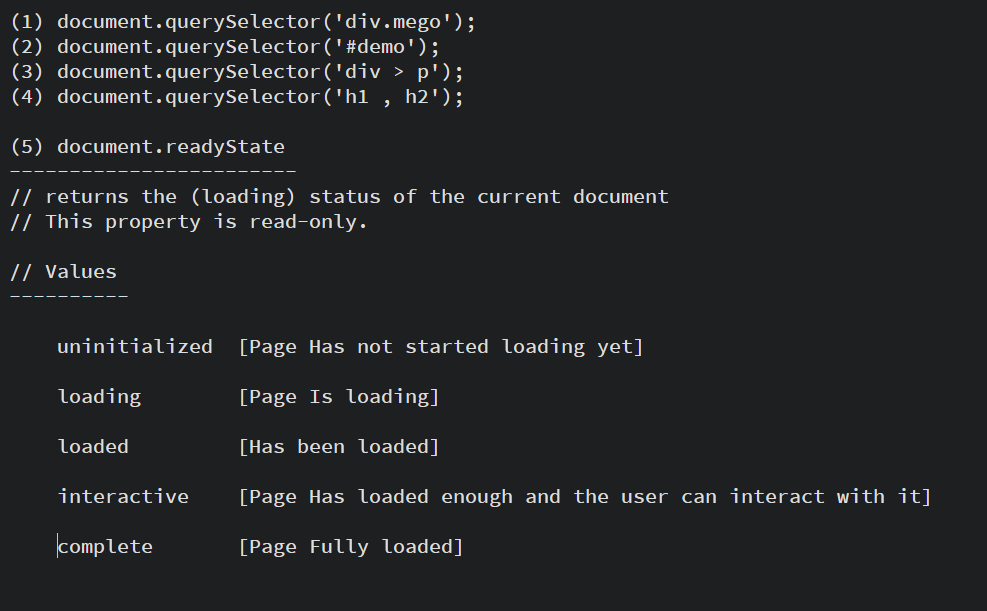 (1) document.querySelector('div.mego');
(2) document.querySelector('#demo');
(3) document.querySelector('div > p');
(4) document.querySelector('h1 , h2');
(5) document.readyState
------------------------
// returns the (loading) status of the current document
// This property is read-only.
// Values
----------
uninitialized [Page Has not started loading yet]
loading [Page Is loading]
loaded [Has been loaded]
interactive [Page Has loaded enough and the user can interact with it]
complete [Page Fully loaded]